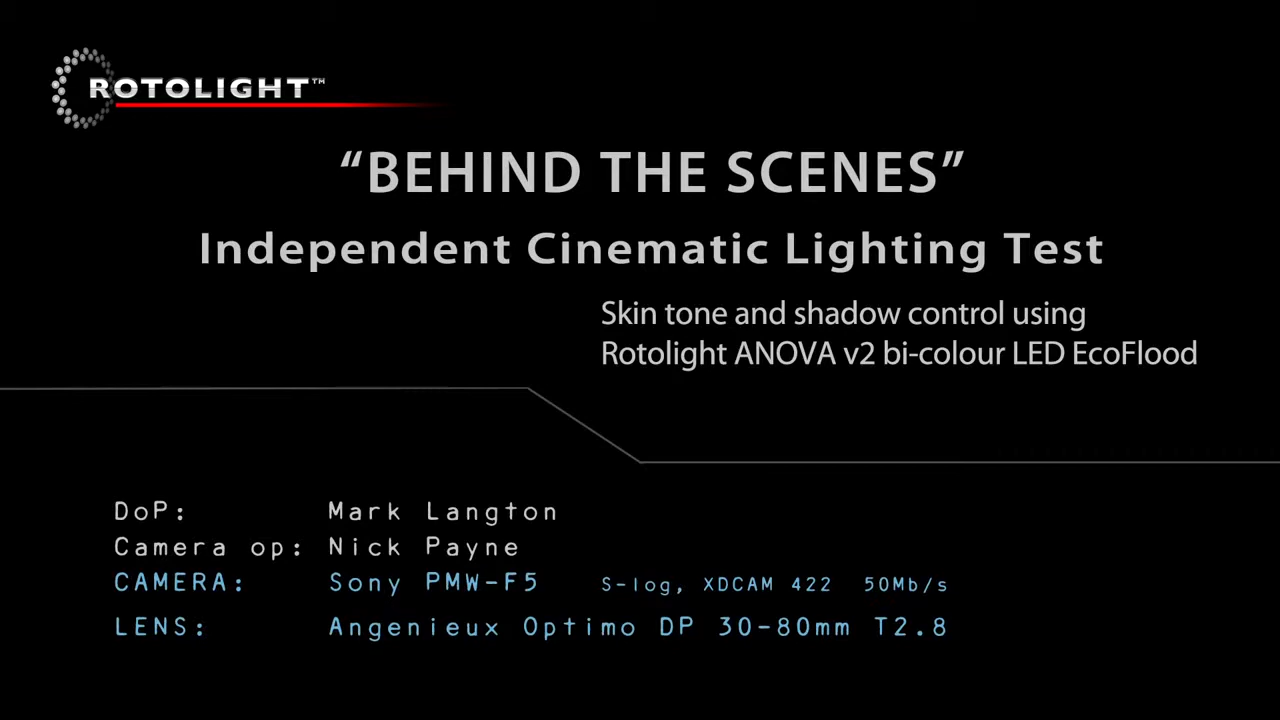 ROTOLIGHT™
“BEHIND THE SCENES”
Independent Cinematic Lighting Test
Skin tone and shadow control using
Rotolight ANOVA v2 bi-colour LED EcoFlood
DoP: Mark Langton
Camera op: Nick Payne
CAMERA: Sony PMW-F5 S-log, XDCAM 422 50Mb/s
LENS: Angenieux Optimo DP 30-80mm T2.8